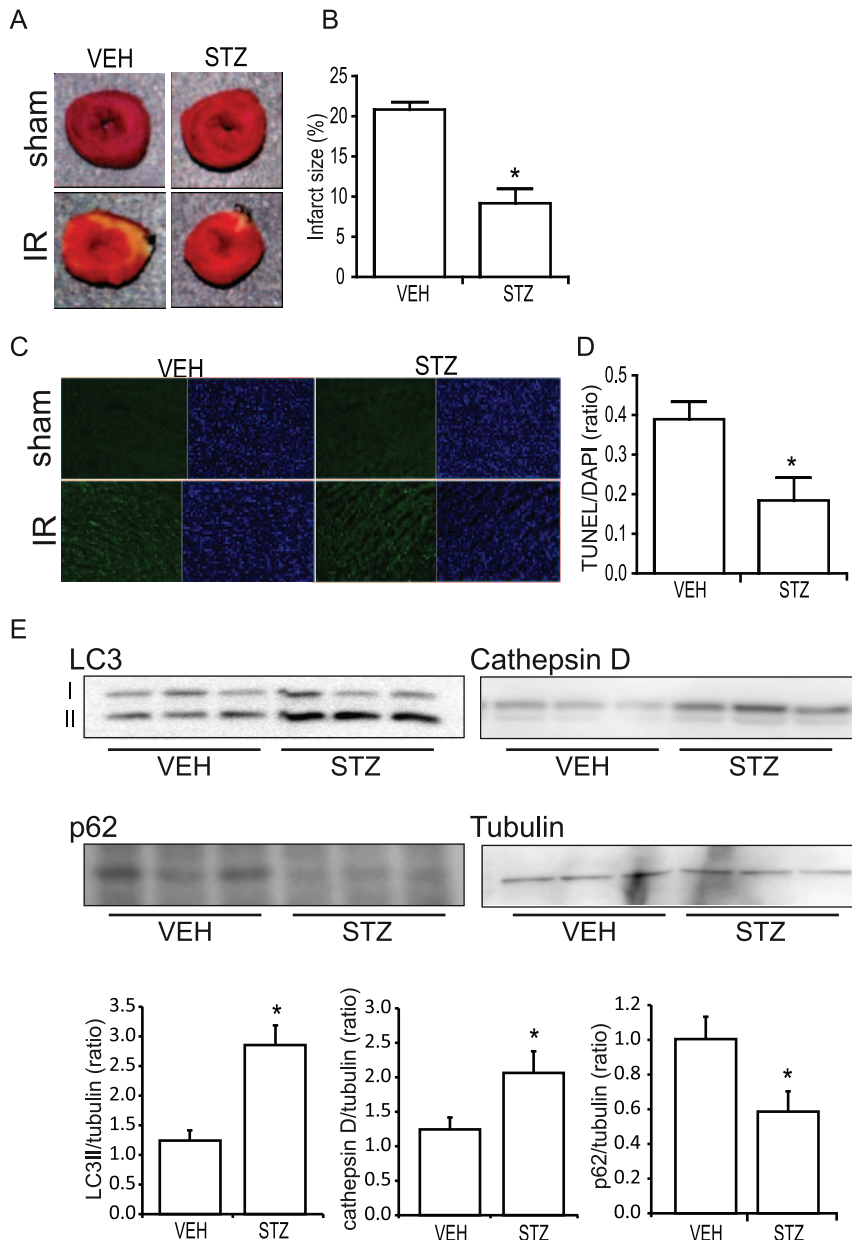 A
VEH
STZ
sham
IR
B
Infarct size (%)
25
20
15
10
5
0
*
VEH
STZ
C
VEH
STZ
sham
IR
D
TUNEL/DAPI (ratio)
0.5
0.4
0.3
0.2
0.1
0.0
*
VEH
STZ
E
LC3
I
II
VEH
STZ
Cathepsin D
VEH
STZ
p62
VEH
STZ
Tubulin
VEH
STZ
LC3II/tubulin (ratio)
3.5
3.0
2.5
2.0
1.5
1.0
0.5
0.0
*
VEH
STZ
cathepsin D/tubulin (ratio)
3.0
2.5
2.0
1.5
1.0
0.5
0.0
*
VEH
STZ
p62/tubulin (ratio)
1.2
1.0
0.8
0.6
0.4
0.2
0.0
*
VEH
STZ